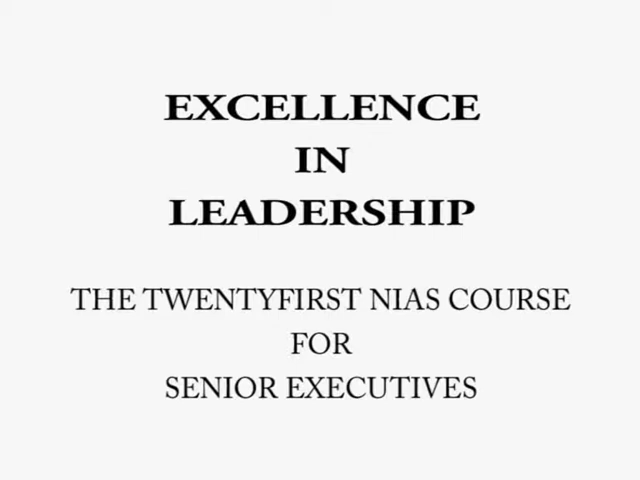 EXCELLENCE
IN
LEADERSHIP
THE TWENTYFIRST NIAS COURSE
FOR
SENIOR EXECUTIVES